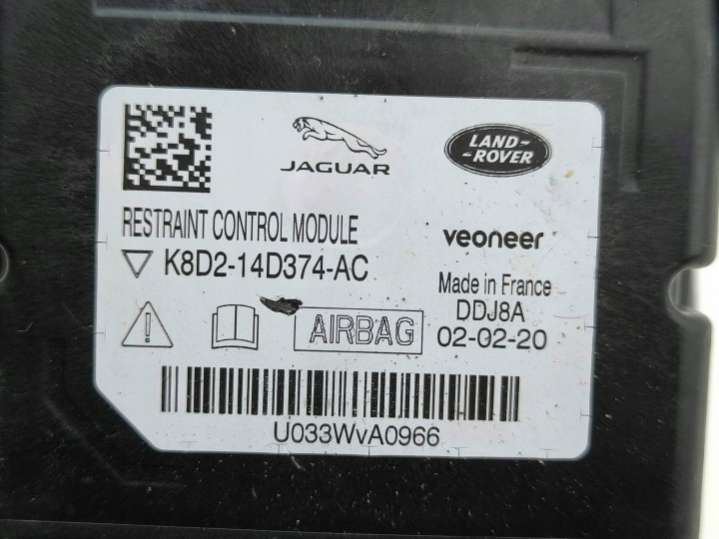 JAGUAR
LAND-
-ROVER
RESTRAINT CONTROL MODULE
veoneer
K8D2-14D374-AC
Made in France
DDJ8A
AIRBAG
02-02-20
U033WvA0966